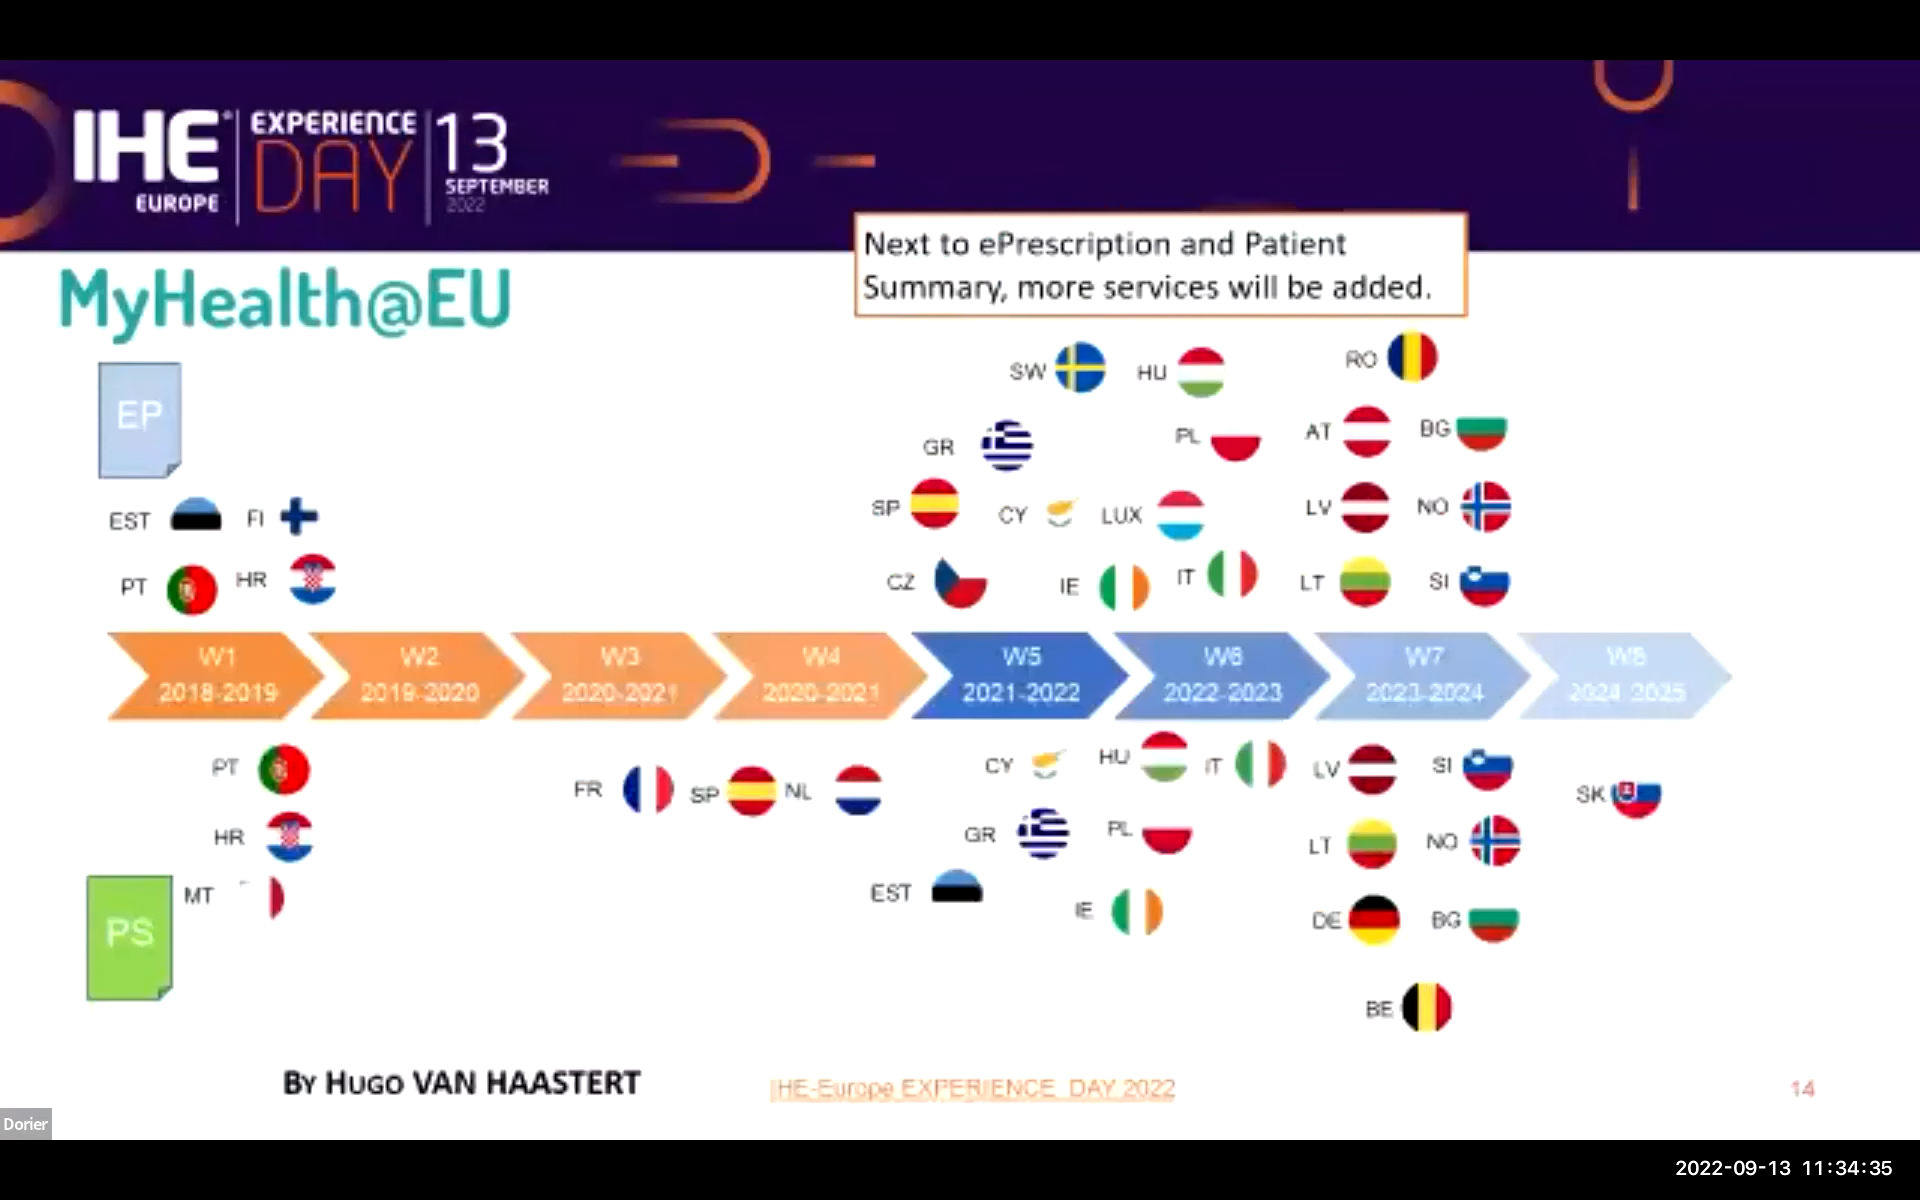 IHE EUROPE
EXPERIENCE
DAY
13
SEPTEMBER
2022
Next to ePrescription and Patient
Summary, more services will be added.
MyHealth@EU
EP
SW HU RO
GR PL AT BG
SP CY LUX LV NO
EST FI
PT HR
CZ IE IT LT SI
W1 W2 W3 W4 W5 W6 W7 W8
2018-2019 2019-2020 2020-2021 2020-2021 2021-2022 2022-2023 2023-2024 2024-2025
PT FR SP NL CY HU IT LV SI SK
HR GR PL LT NO
MT EST IE DE BG
PS
BE
BY HUGO VAN HAASTERT
IHE-Europe EXPERIENCE DAY 2022
14
Dorier
2022-09-13 11:34:35